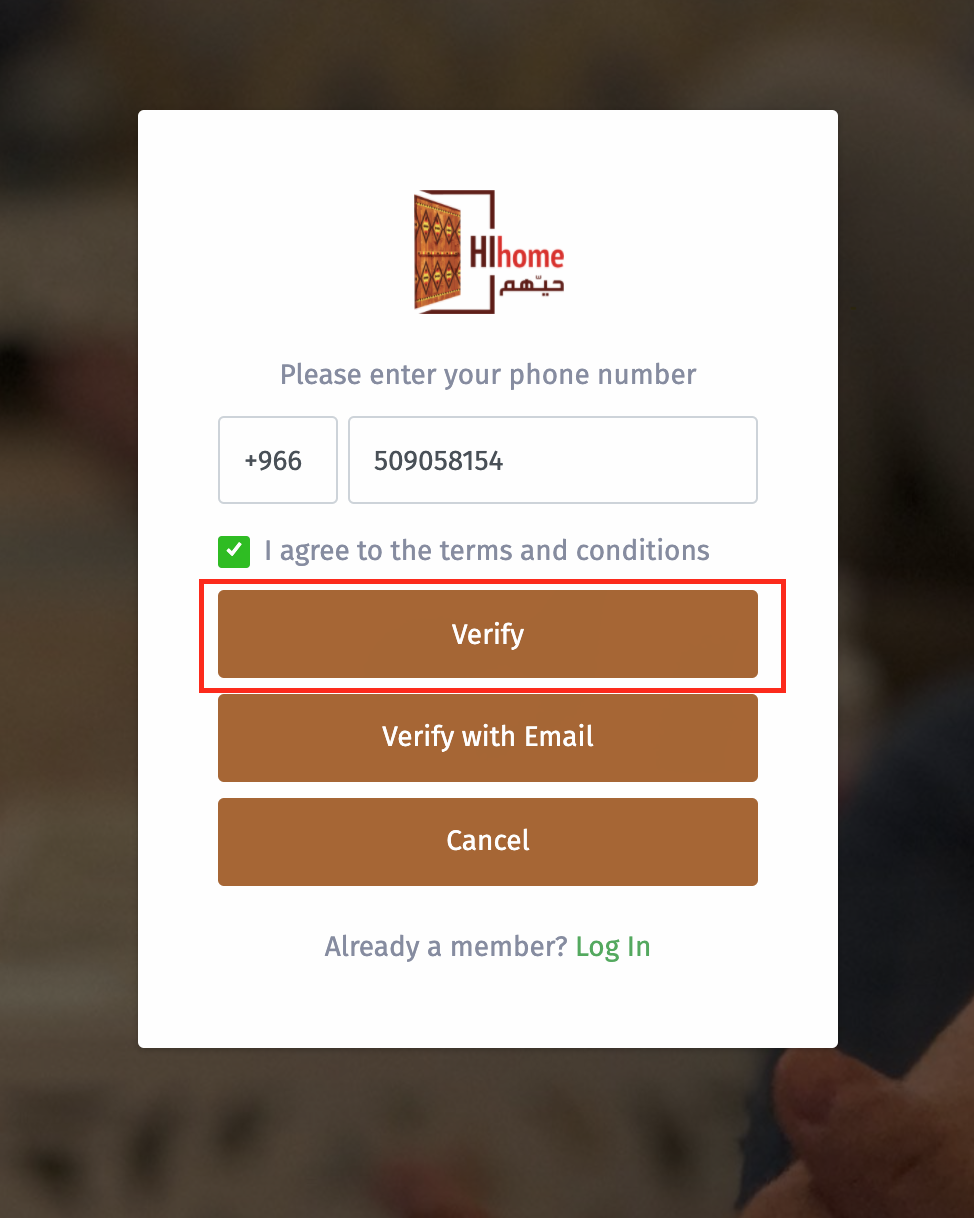 HIhome
حيّهم
Please enter your phone number
+966 509058154
I agree to the terms and conditions
Verify
Verify with Email
Cancel
Already a member? Log In